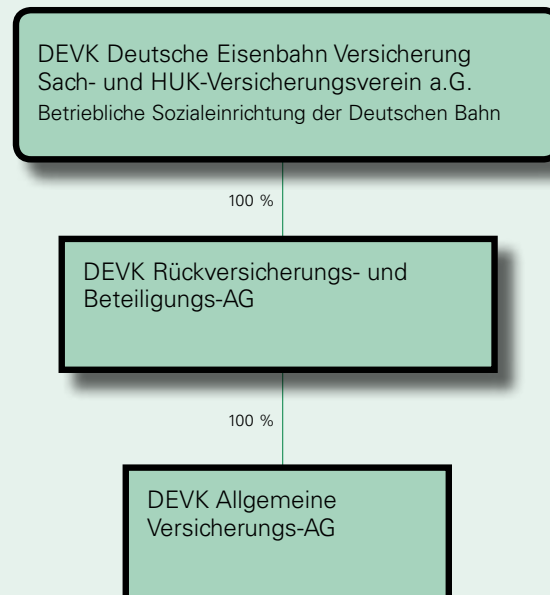 DEVK Deutsche Eisenbahn Versicherung
Sach- und HUK-Versicherungsverein a.G.
Betriebliche Sozialeinrichtung der Deutschen Bahn
100 %
DEVK Rückversicherungs- und
Beteiligungs-AG
100 %
DEVK Allgemeine
Versicherungs-AG